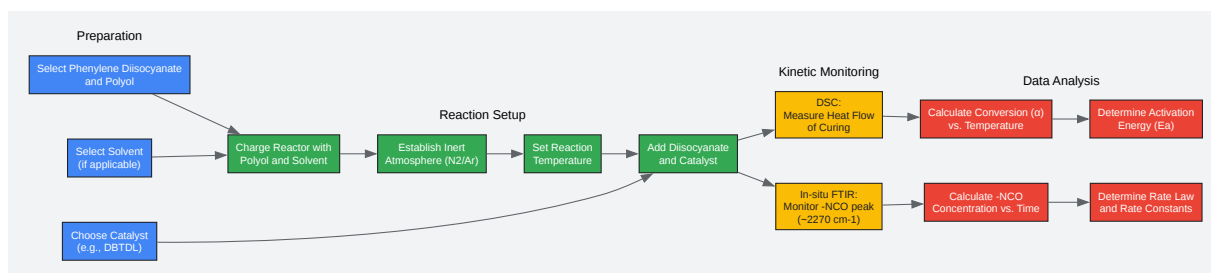 Preparation
Select Phenylene Diisocyanate
and Polyol
Select Solvent
(if applicable)
Choose Catalyst
(e.g., DBTDL)
Reaction Setup
Charge Reactor with
Polyol and Solvent
Establish Inert
Atmosphere (N2/Ar)
Set Reaction
Temperature
Add Diisocyanate
and Catalyst
Kinetic Monitoring
DSC:
Measure Heat Flow
of Curing
In-situ FTIR:
Monitor -NCO peak
(~2270 cm-1)
Data Analysis
Calculate Conversion (α)
vs. Temperature
Determine Activation
Energy (Ea)
Calculate -NCO
Concentration vs. Time
Determine Rate Law
and Rate Constants